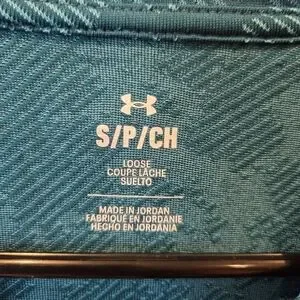 S/P/CH
LOOSE
COUPE LÂCHE
SUELTO
MADE IN JORDAN
FABRIQUÉ EN JORDANIE
HECHO EN JORDANIA